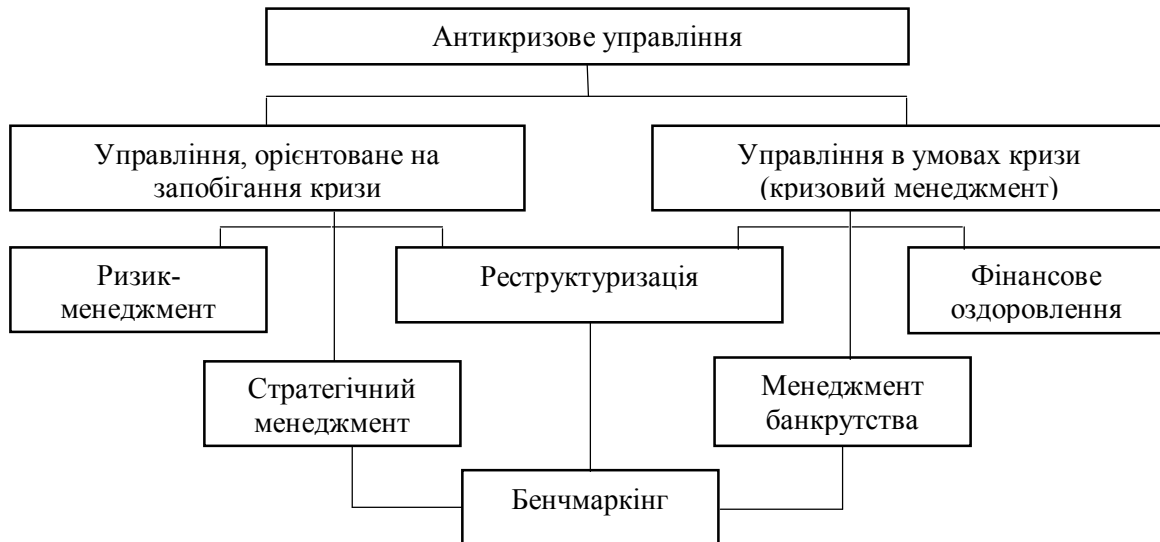 Антикризове управління
Управління, орієнтоване на
запобігання кризи
Управління в умовах кризи
(кризовий менеджмент)
Ризик-
менеджмент
Реструктуризація
Фінансове
оздоровлення
Стратегічний
менеджмент
Менеджмент
банкрутства
Бенчмаркінг